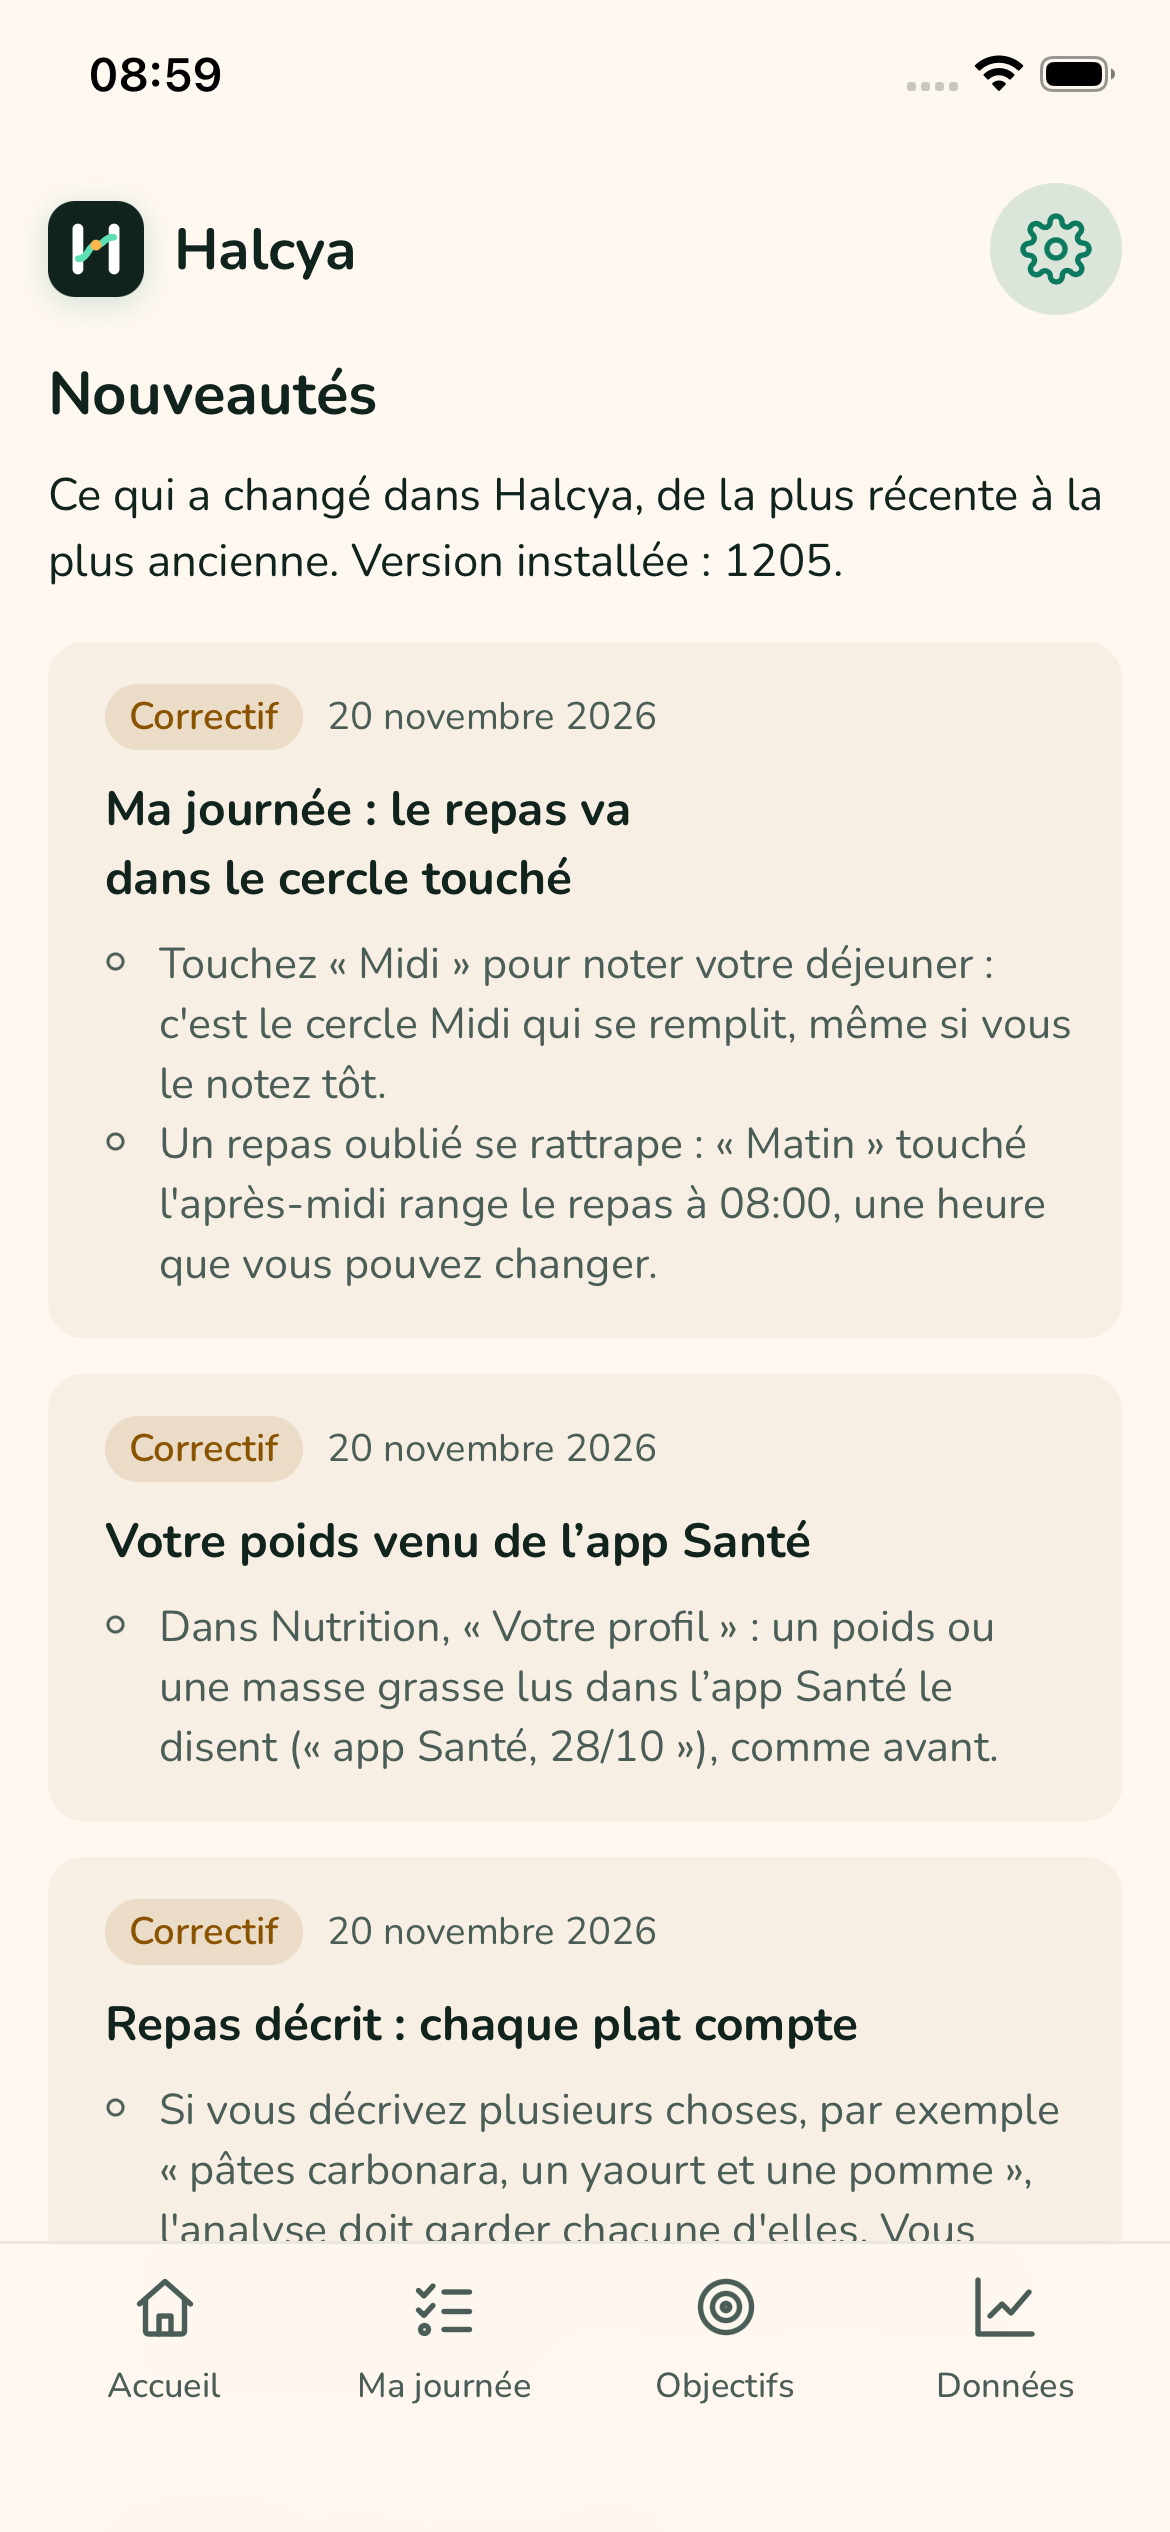 08:59
Halcya
Nouveautés
Ce qui a changé dans Halcya, de la plus récente à la
plus ancienne. Version installée : 1205.
Correctif 20 novembre 2026
Ma journée : le repas va
dans le cercle touché
Touchez « Midi » pour noter votre déjeuner :
c'est le cercle Midi qui se remplit, même si vous
le notez tôt.
Un repas oublié se rattrape : « Matin » touché
l'après-midi range le repas à 08:00, une heure
que vous pouvez changer.
Correctif 20 novembre 2026
Votre poids venu de l’app Santé
Dans Nutrition, « Votre profil » : un poids ou
une masse grasse lus dans l’app Santé le
disent (« app Santé, 28/10 »), comme avant.
Correctif 20 novembre 2026
Repas décrit : chaque plat compte
Si vous décrivez plusieurs choses, par exemple
« pâtes carbonara, un yaourt et une pomme »,
l'analyse doit garder chacune d'elles. Vous
Accueil Ma journée Objectifs Données